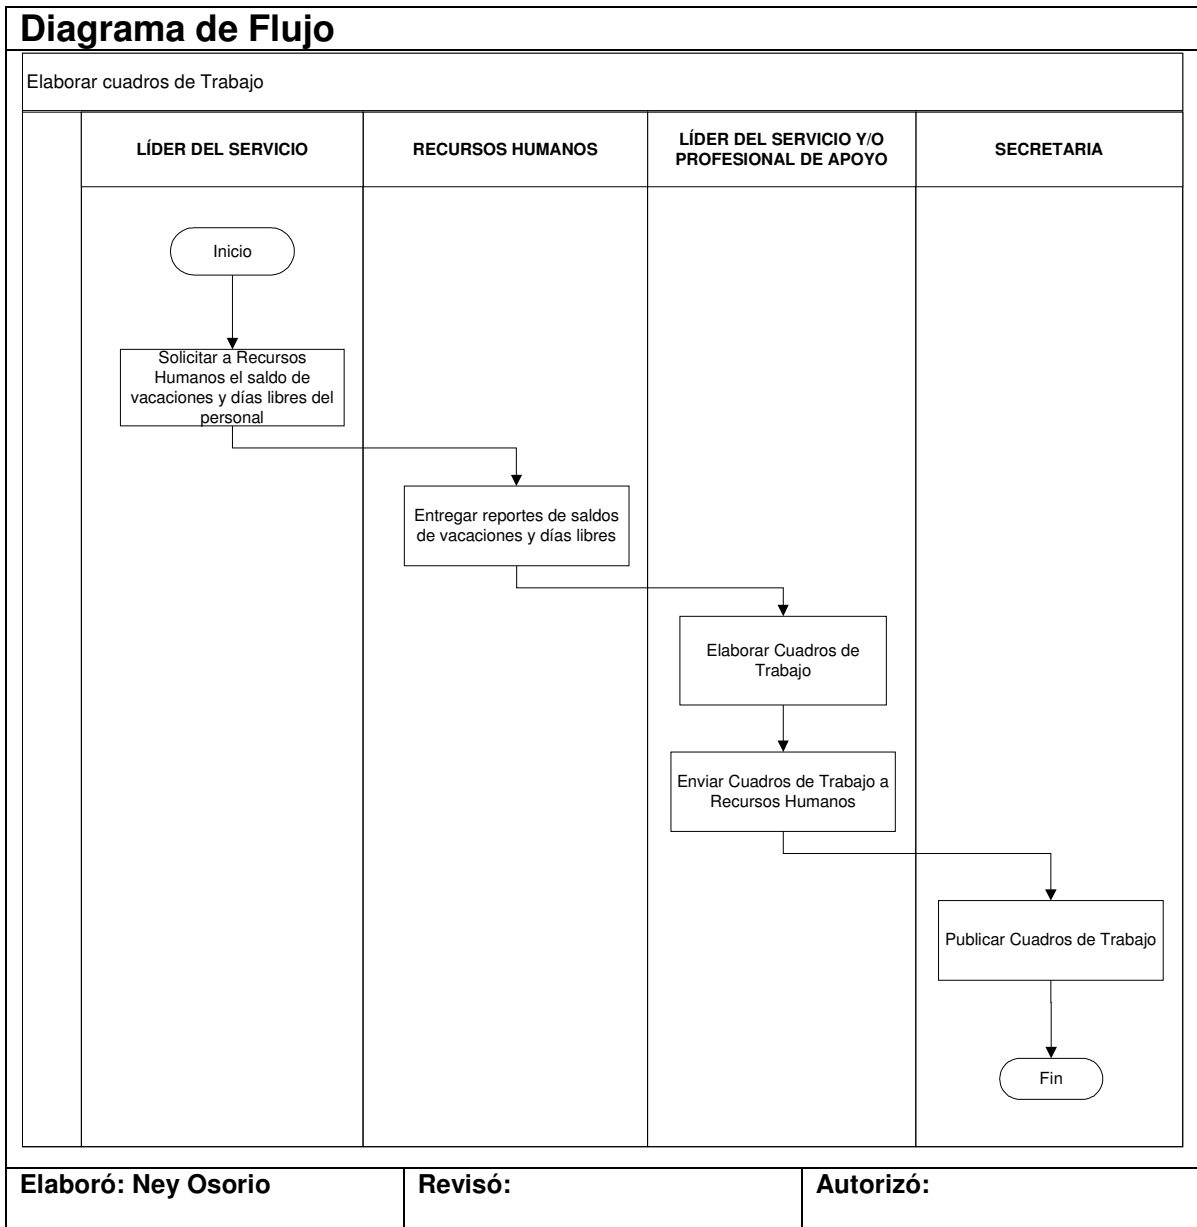 Diagrama de Flujo
Elaborar cuadros de Trabajo
LÍDER DEL SERVICIO
RECURSOS HUMANOS
LÍDER DEL SERVICIO Y/O
PROFESIONAL DE APOYO
SECRETARIA
Inicio
Solicitar a Recursos
Humanos el saldo de
vacaciones y días libres del
personal
Entregar reportes de saldos
de vacaciones y días libres
Elaborar Cuadros de
Trabajo
Enviar Cuadros de Trabajo a
Recursos Humanos
Publicar Cuadros de Trabajo
Fin
Elaboró: Ney Osorio
Revisó:
Autorizó: